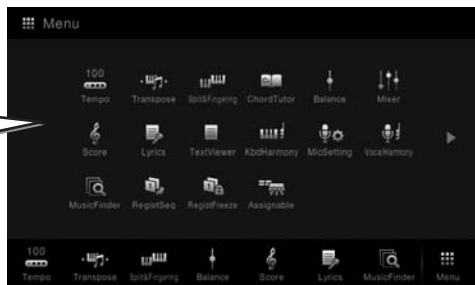 Menu
100
Tempo Transpose Split&Fingering ChordTutor Balance Mixer
Score Lyrics TextViewer KbdHarmony MicSetting VocalHarmony
MusicFinder RegistSeq RegistFreeze Assignable
100
Tempo Transpose Split&Fingering Balance Score Lyrics MusicFinder Menu